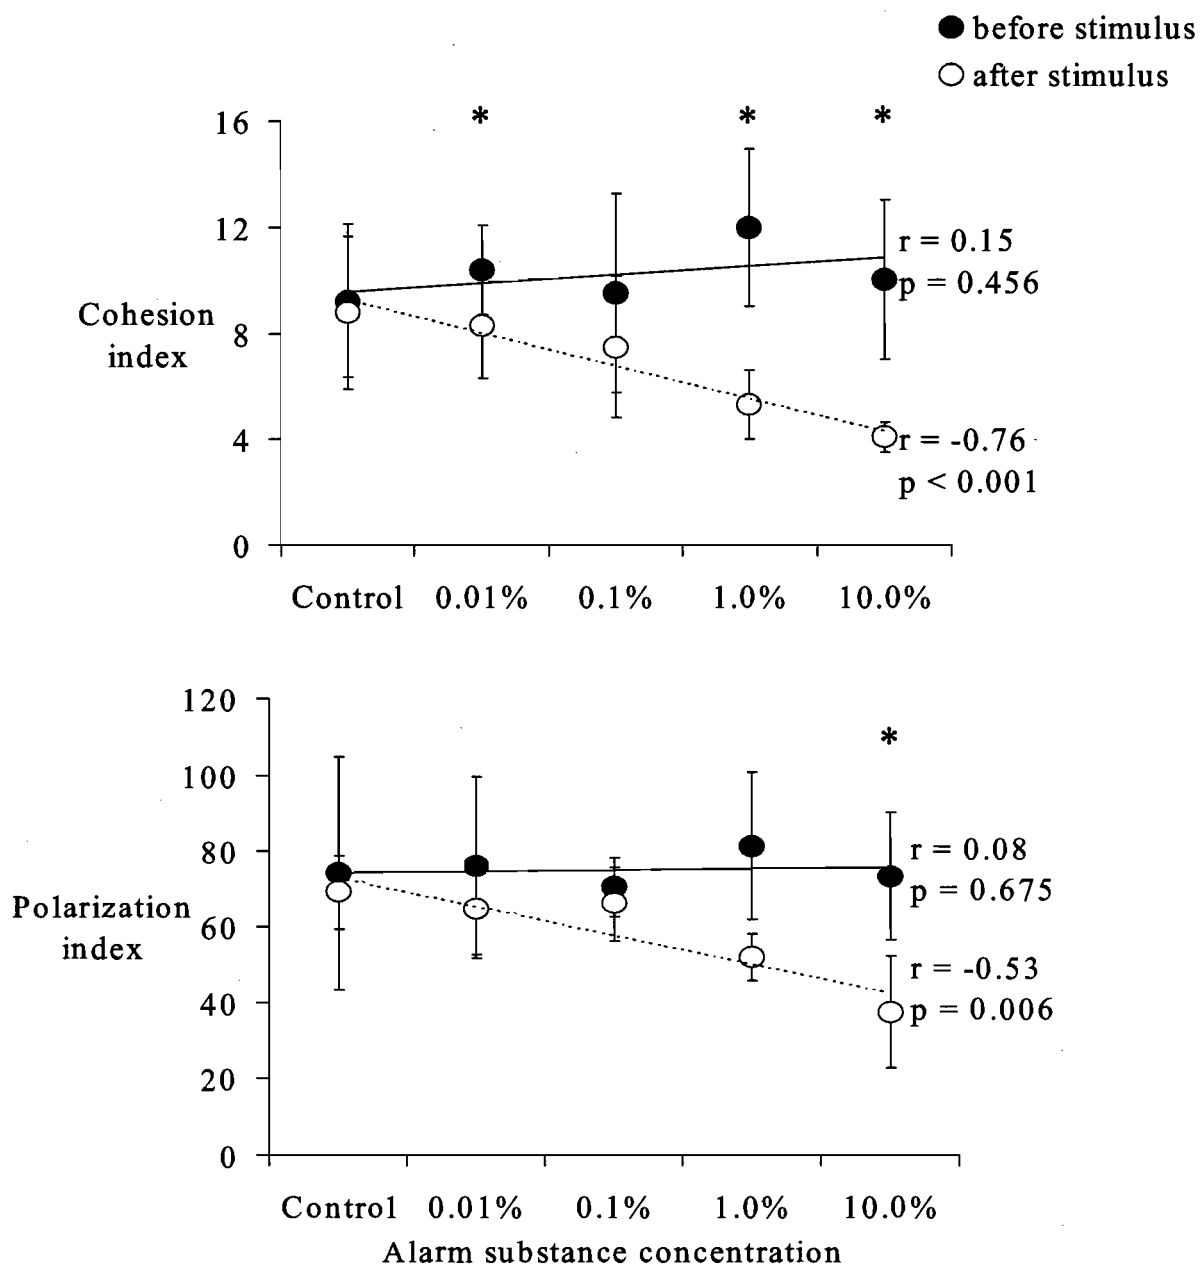 before stimulus
after stimulus
16
* * *
12
r = 0.15
p = 0.456
Cohesion
index
8
4
r = -0.76
p < 0.001
0
Control 0.01% 0.1% 1.0% 10.0%
120
*
100
80
r = 0.08
p = 0.675
Polarization
index
60
r = -0.53
p = 0.006
40
20
0
Control 0.01% 0.1% 1.0% 10.0%
Alarm substance concentration